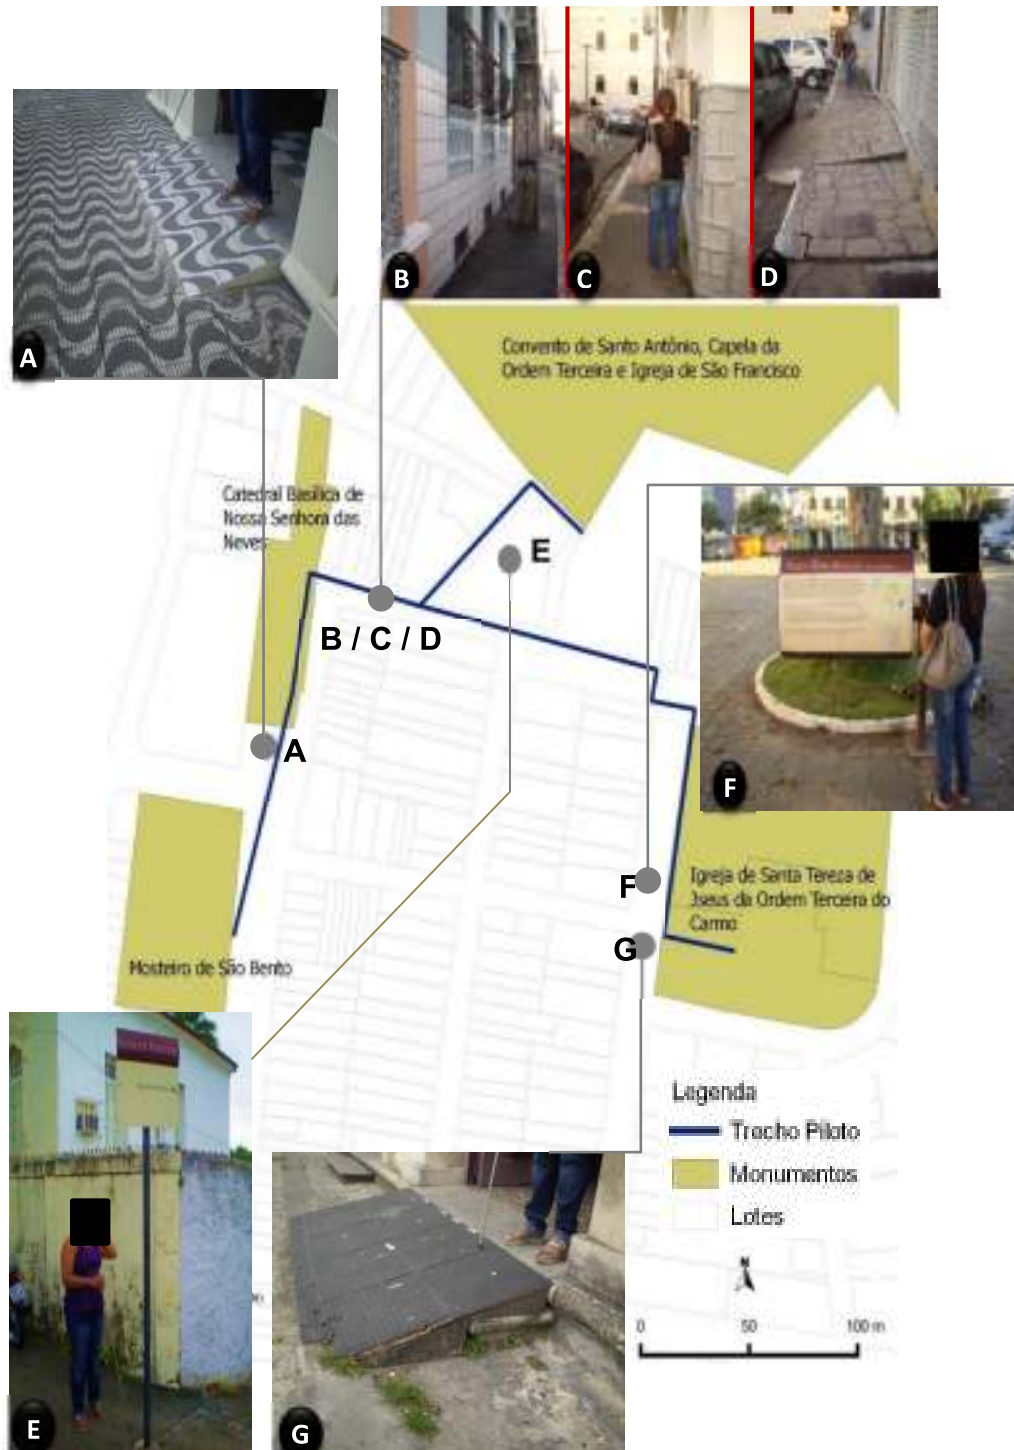 A
B
C
D
Convento de Santo Antônio, Capela da
Ordem Terceira e Igreja de São Francisco
Catedral Basílica de
Nossa Senhora das
Neves
E
B / C / D
A
F
F
Igreja de Santa Tereza de
Jseus da Ordem Terceira do
Carmo
G
Mosteiro de São Bento
Legenda
Trecho Piloto
Monumentos
Lotes
N
0 50 100 m
E
G